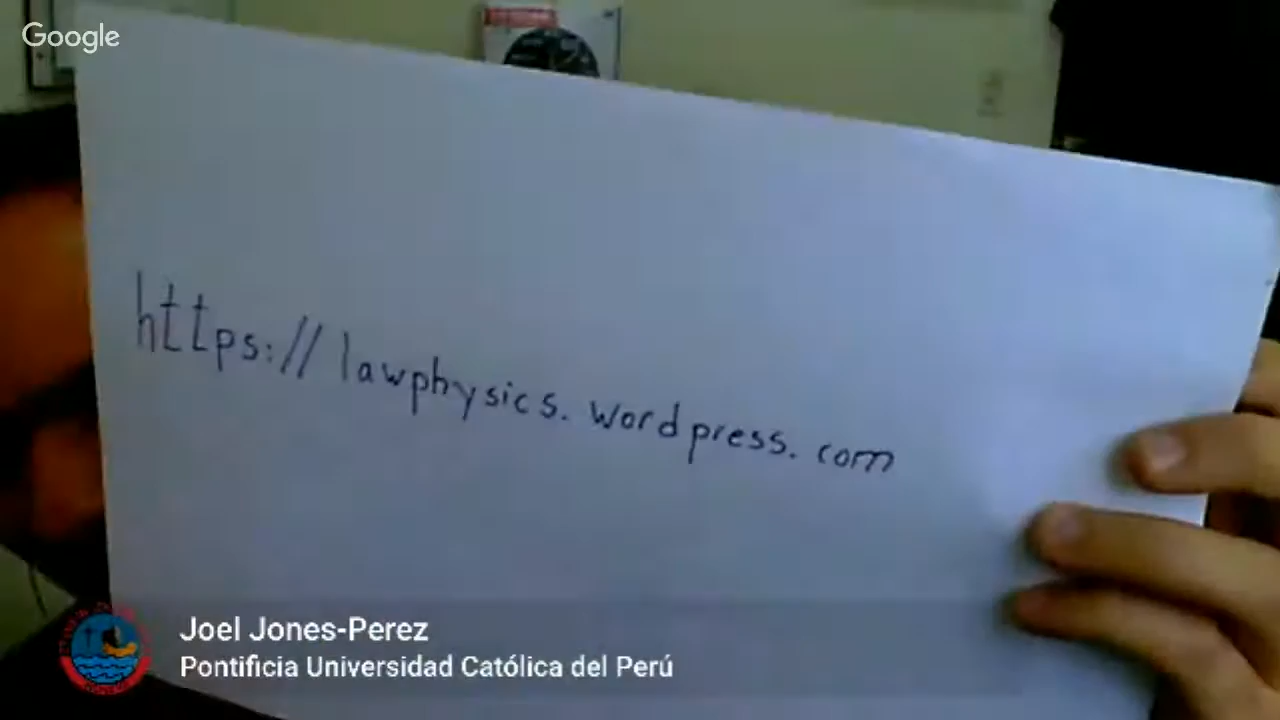 Google
https://lawphysics.wordpress.com
Joel Jones-Perez
Pontificia Universidad Católica del Perú